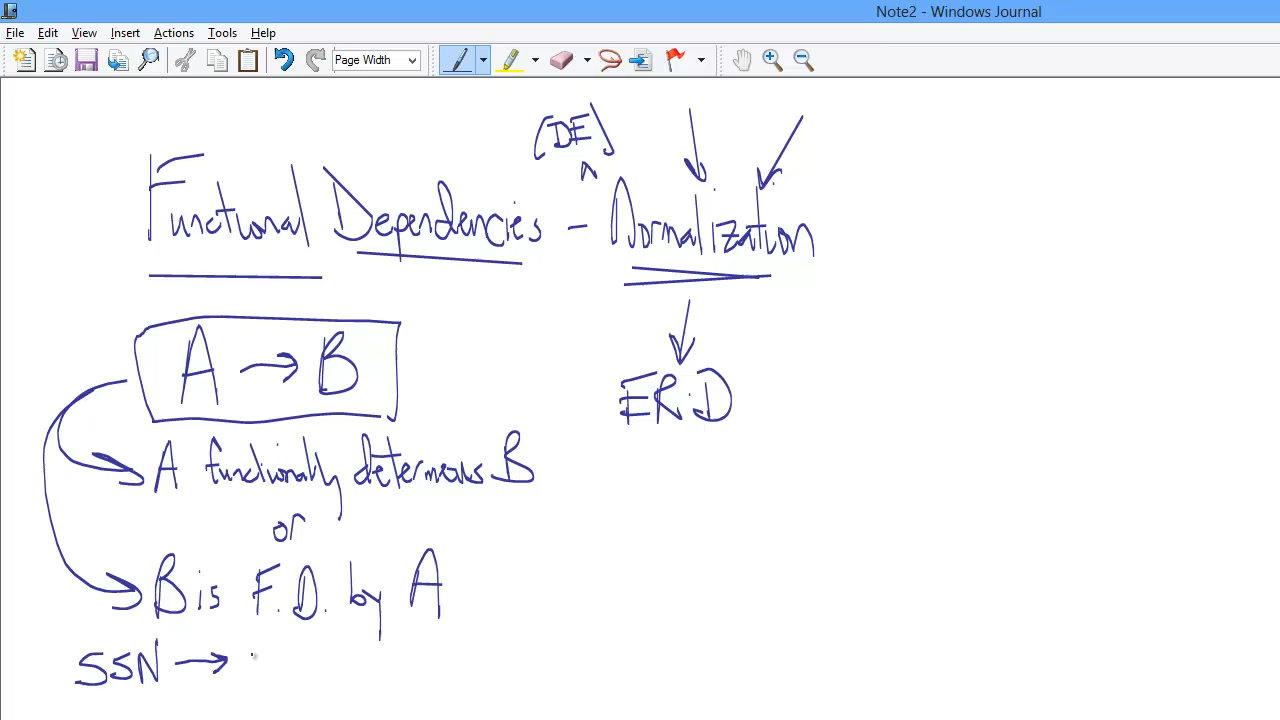 Note2 - Windows Journal
File Edit View Insert Actions Tools Help
Page Width
[DE]
Functional Dependencies - Normalization
A → B
ERD
A functionally determines B
or
B is F.D. by A
SSN →